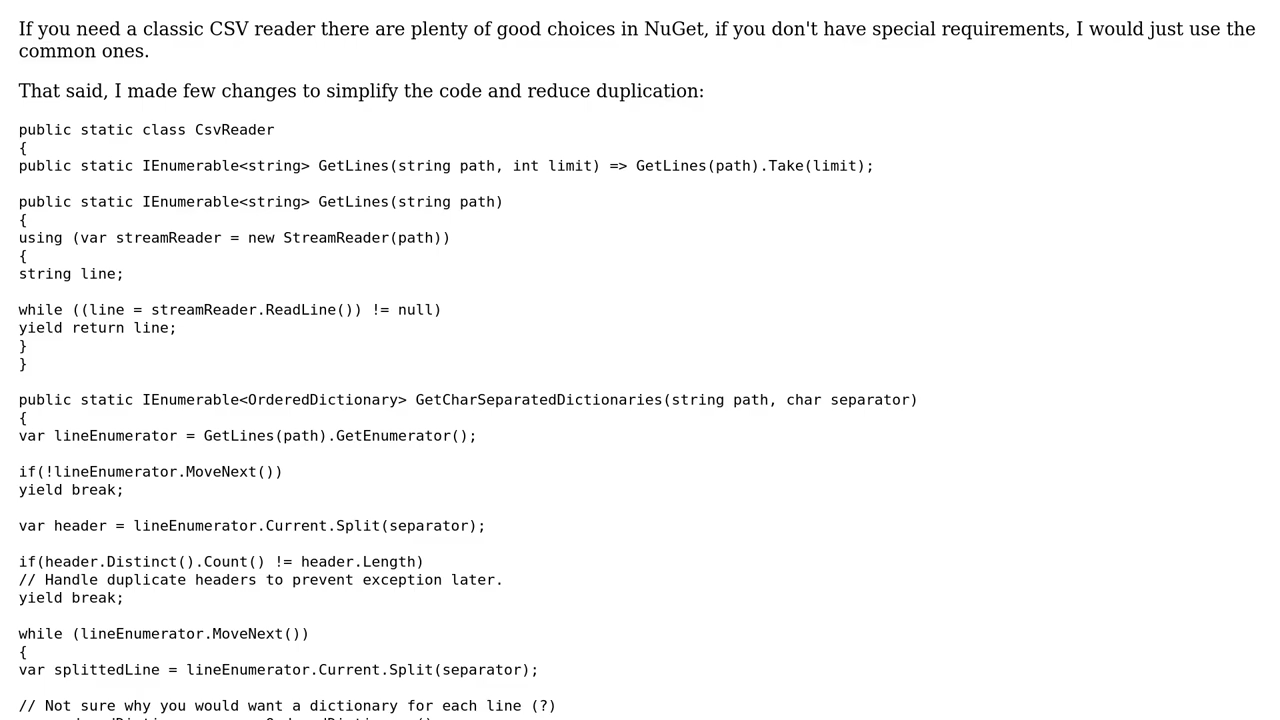 If you need a classic CSV reader there are plenty of good choices in NuGet, if you don't have special requirements, I would just use the
common ones.
That said, I made few changes to simplify the code and reduce duplication:
public static class CsvReader
{
public static IEnumerable<string> GetLines(string path, int limit) => GetLines(path).Take(limit);
public static IEnumerable<string> GetLines(string path)
{
using (var streamReader = new StreamReader(path))
{
string line;
while ((line = streamReader.ReadLine()) != null)
yield return line;
}
}
public static IEnumerable<OrderedDictionary> GetCharSeparatedDictionaries(string path, char separator)
{
var lineEnumerator = GetLines(path).GetEnumerator();
if(!lineEnumerator.MoveNext())
yield break;
var header = lineEnumerator.Current.Split(separator);
if(header.Distinct().Count() != header.Length)
// Handle duplicate headers to prevent exception later.
yield break;
while (lineEnumerator.MoveNext())
{
var splittedLine = lineEnumerator.Current.Split(separator);
// Not sure why you would want a dictionary for each line (?)